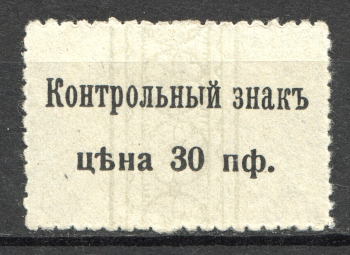 Контрольный знакъ
цѣна 30 пф.